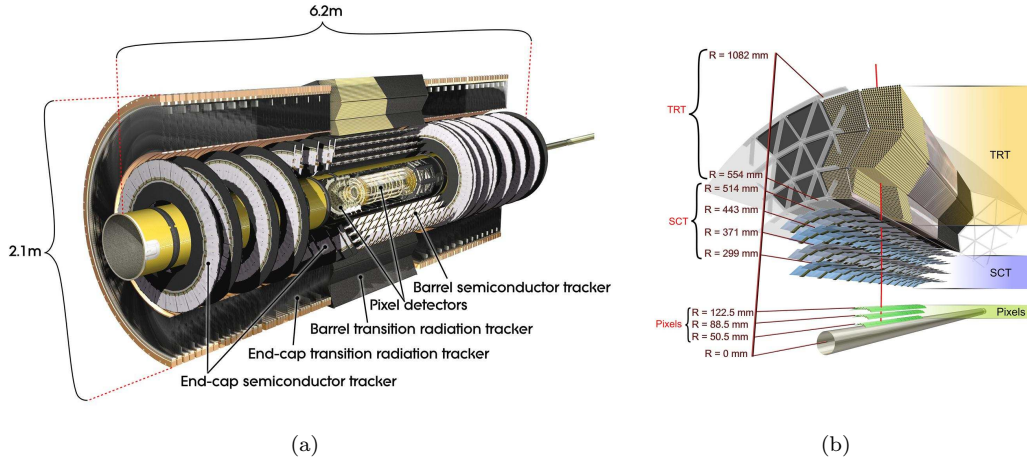 6.2m
2.1m
Barrel semiconductor tracker
Pixel detectors
Barrel transition radiation tracker
End-cap transition radiation tracker
End-cap semiconductor tracker
(a)
R = 1082 mm
TRT
TRT
R = 554 mm
R = 514 mm
R = 443 mm
SCT
R = 371 mm
R = 299 mm
SCT
R = 122.5 mm
Pixels
Pixels
R = 88.5 mm
R = 50.5 mm
R = 0 mm
(b)